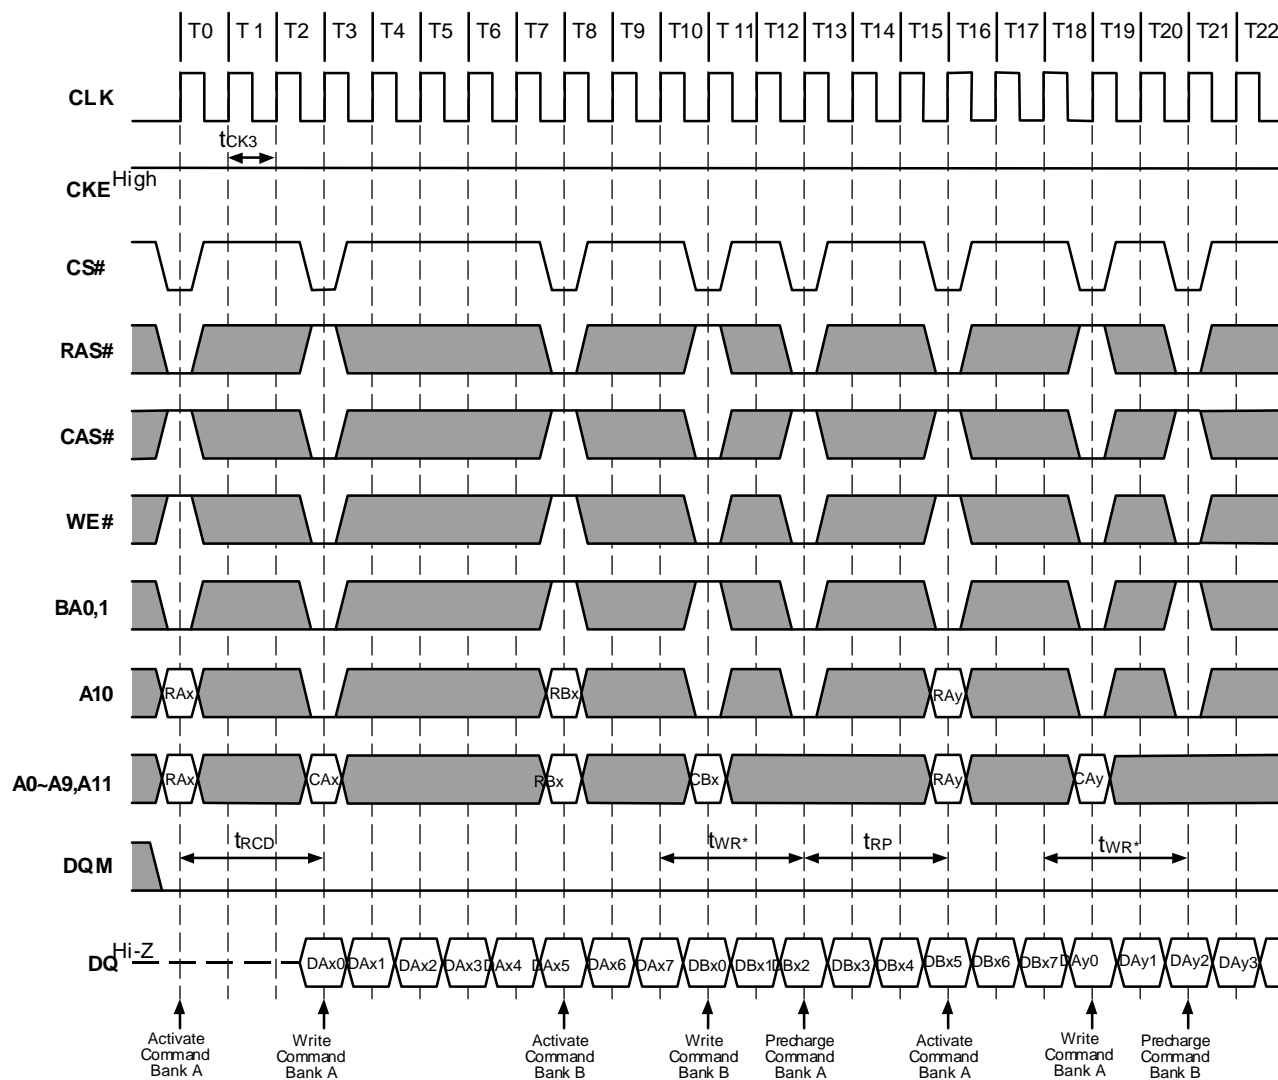 T0 T 1 T2 T3 T4 T5 T6 T7 T8 T9 T10 T 11 T12 T13 T14 T15 T16 T17 T18 T19 T20 T21 T22
CLK
tCK3
CKE High
CS#
RAS#
CAS#
WE#
BA0,1
A10 RAx RBx RAy
A0~A9,A11 RAx CAx RBx CBx RAy CAy
DQM tRCD tWR* tRP tWR*
DQ Hi-Z DAx0 DAx1 DAx2 DAx3 DAx4 DAx5 DAx6 DAx7 DBx0 DBx1 DBx2 DBx3 DBx4 DBx5 DBx6 DBx7 DAy0 DAy1 DAy2 DAy3
Activate Write Activate Write Precharge Activate Write Precharge
Command Command Command Command Command Command Command Command
Bank A Bank A Bank B Bank B Bank A Bank A Bank A Bank B